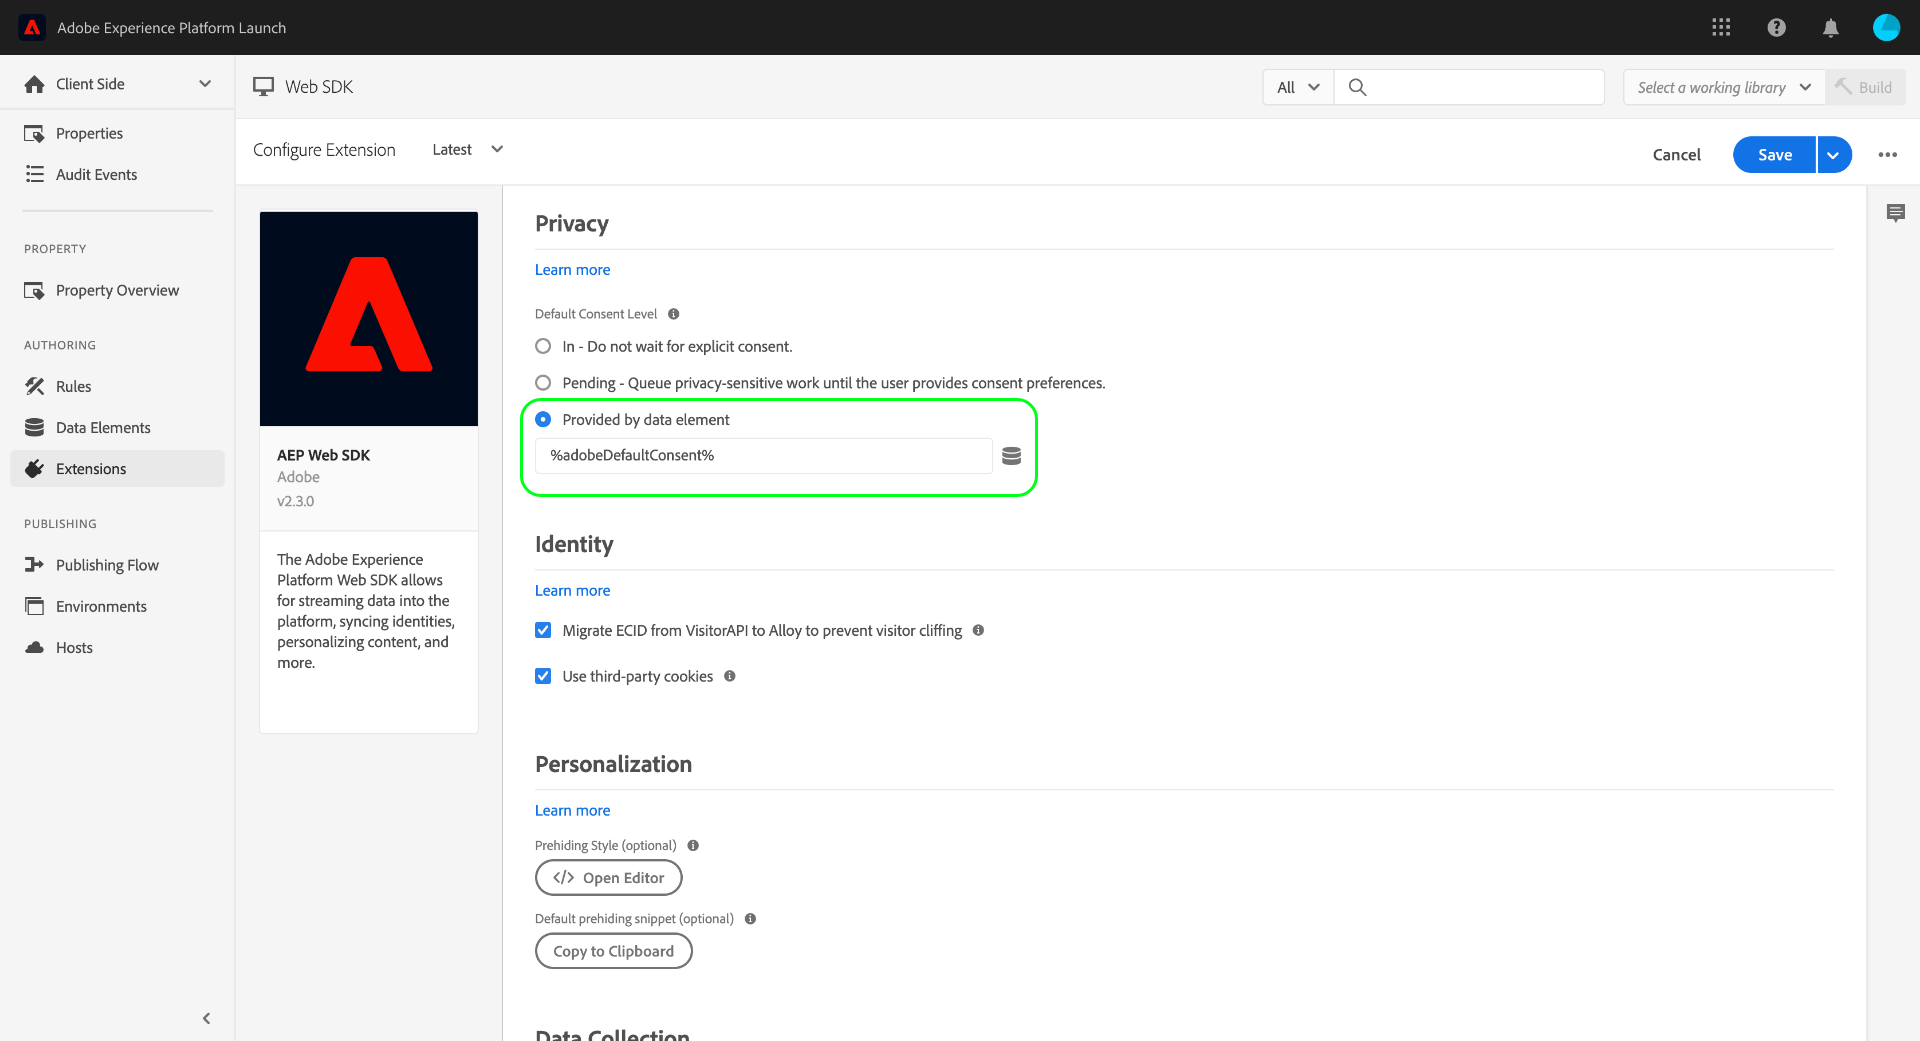 Adobe Experience Platform Launch
Client Side
Web SDK
All
Select a working library
Build
Properties
Audit Events
Configure Extension
Latest
Cancel
Save
PROPERTY
Property Overview
AUTHORING
Rules
Data Elements
Extensions
PUBLISHING
Publishing Flow
Environments
Hosts
AEP Web SDK
Adobe
v2.3.0
The Adobe Experience
Platform Web SDK allows
for streaming data into the
platform, syncing identities,
personalizing content, and
more.
Privacy
Learn more
Default Consent Level
In - Do not wait for explicit consent.
Pending - Queue privacy-sensitive work until the user provides consent preferences.
Provided by data element
%adobeDefaultConsent%
Identity
Learn more
Migrate ECID from VisitorAPI to Alloy to prevent visitor cliffing
Use third-party cookies
Personalization
Learn more
Prehiding Style (optional)
</> Open Editor
Default prehiding snippet (optional)
Copy to Clipboard
Data Collection